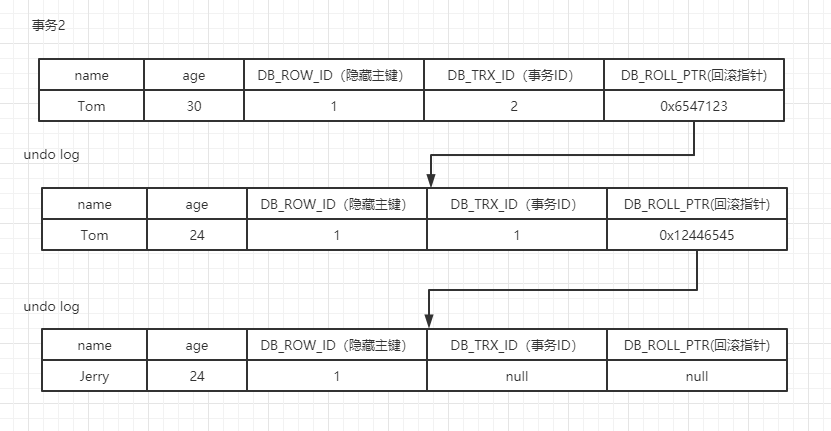 事务2
name age DB_ROW_ID（隐藏主键） DB_TRX_ID（事务ID） DB_ROLL_PTR(回滚指针)
Tom 30 1 2 0x6547123
undo log
name age DB_ROW_ID（隐藏主键） DB_TRX_ID（事务ID） DB_ROLL_PTR(回滚指针)
Tom 24 1 1 0x12446545
undo log
name age DB_ROW_ID（隐藏主键） DB_TRX_ID（事务ID） DB_ROLL_PTR(回滚指针)
Jerry 24 1 null null